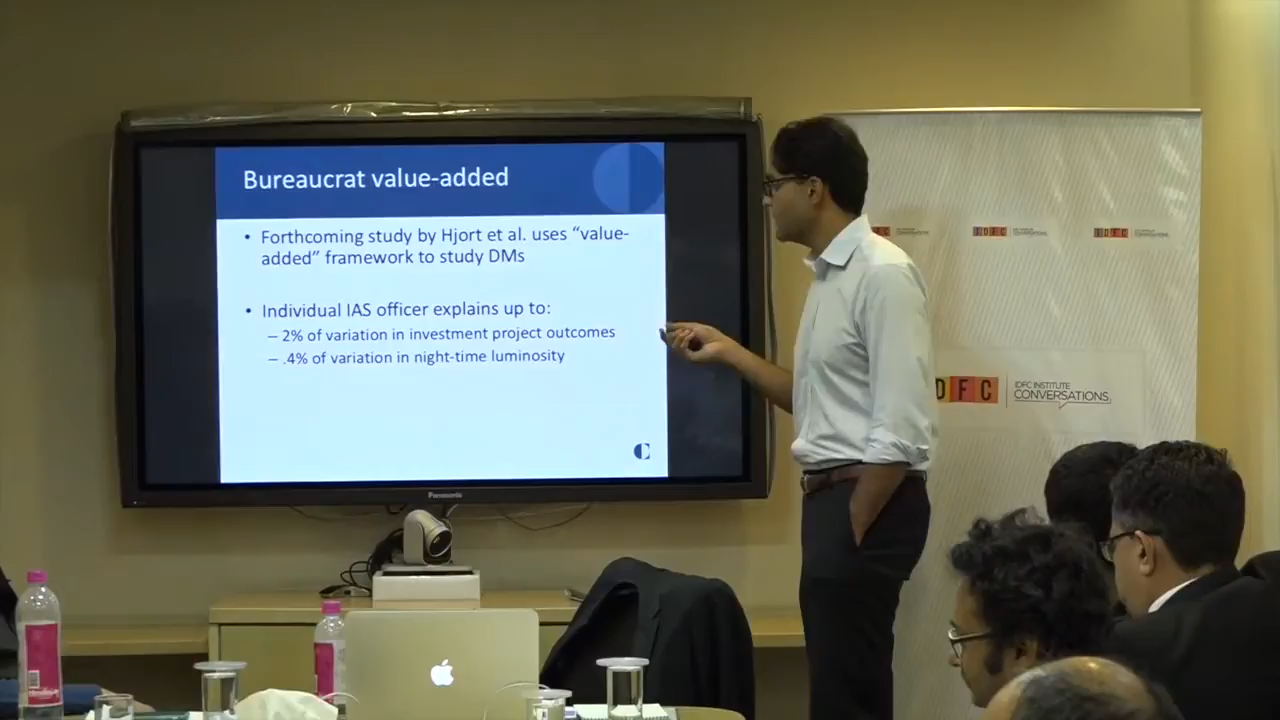 Bureaucrat value-added
• Forthcoming study by Hjort et al. uses “value-
added” framework to study DMs
• Individual IAS officer explains up to:
– 2% of variation in investment project outcomes
– .4% of variation in night-time luminosity
Panasonic
IDFC
IDFC
DFC
IDFC INSTITUTE
CONVERSATIONS